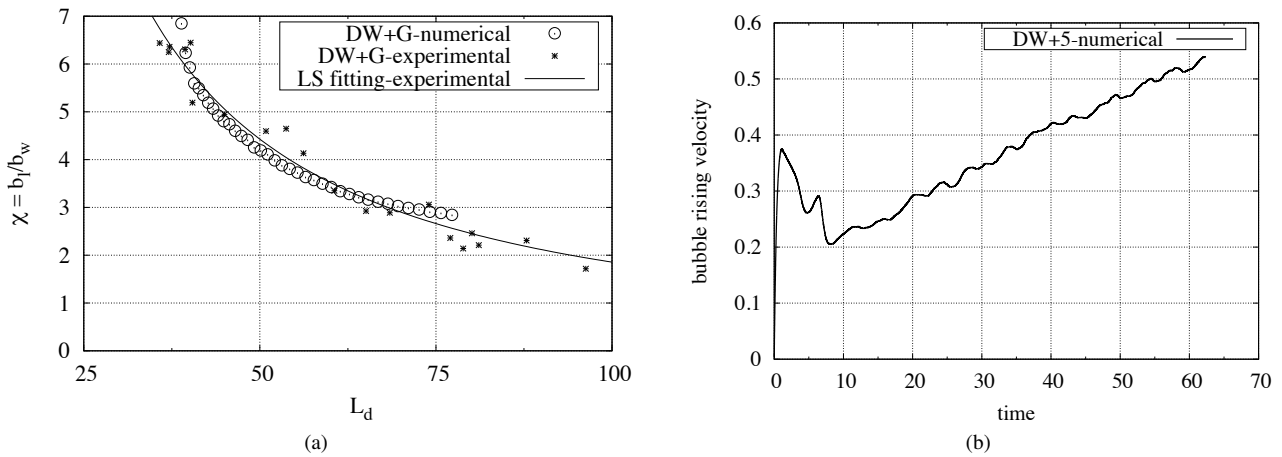 7
6
5
4
3
2
1
0
25
50
75
100
χ = b_l/b_w
L_d
DW+G-numerical
DW+G-experimental
LS fitting-experimental
(a)
0.6
0.5
0.4
0.3
0.2
0.1
0
0
10
20
30
40
50
60
70
bubble rising velocity
time
DW+5-numerical
(b)